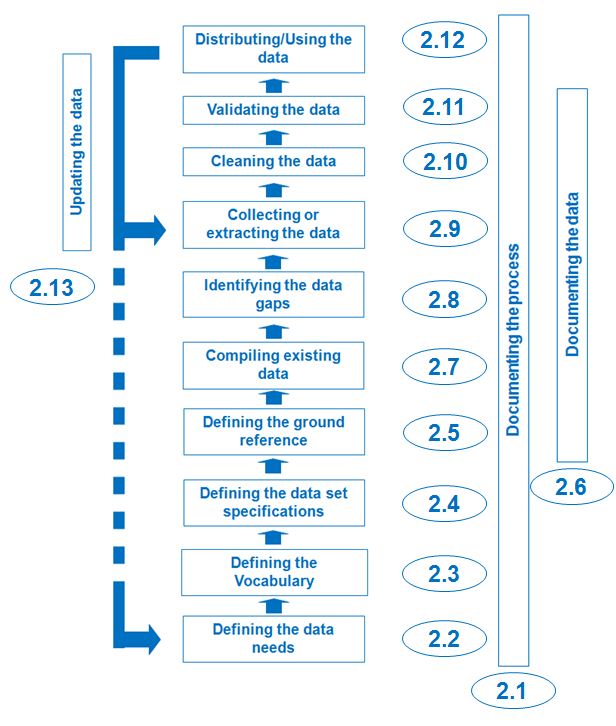 Distributing/Using the
data
2.12
Validating the data
2.11
Cleaning the data
2.10
Collecting or
extracting the data
2.9
Identifying the data
gaps
2.8
Compiling existing
data
2.7
Defining the ground
reference
2.5
Defining the data set
specifications
2.4
Defining the
Vocabulary
2.3
Defining the data
needs
2.2
Updating the data
2.13
Documenting the process
2.1
Documenting the data
2.6